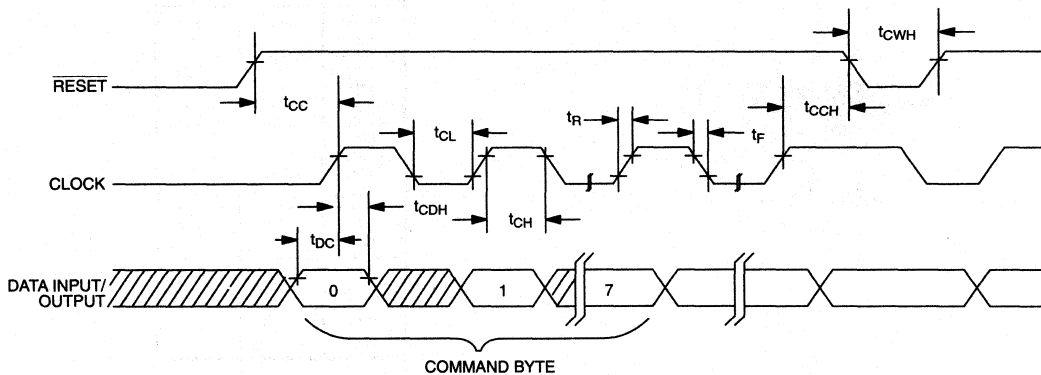 tCWH
RESET
tCC
tCCH
tR
tF
tCL
CLOCK
tCDH
tCH
tDC
DATA INPUT/
OUTPUT
0
1
7
COMMAND BYTE